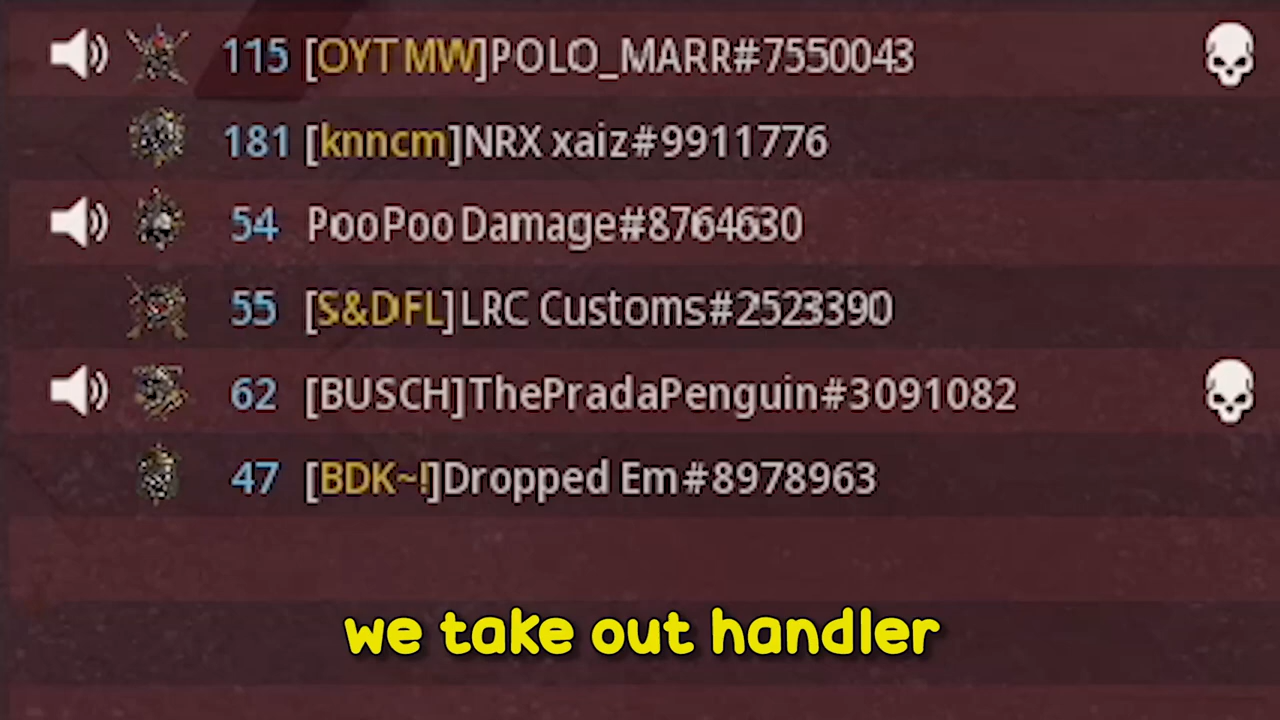 115 [OYTMW]POLO_MARR#7550043
181 [knncm]NRX xaiz#9911776
54 PooPoo Damage#8764630
55 [S&DFL]LRC Customs#2523390
62 [BUSCH]ThePradaPenguin#3091082
47 [BDK~!]Dropped Em#8978963
we take out handler